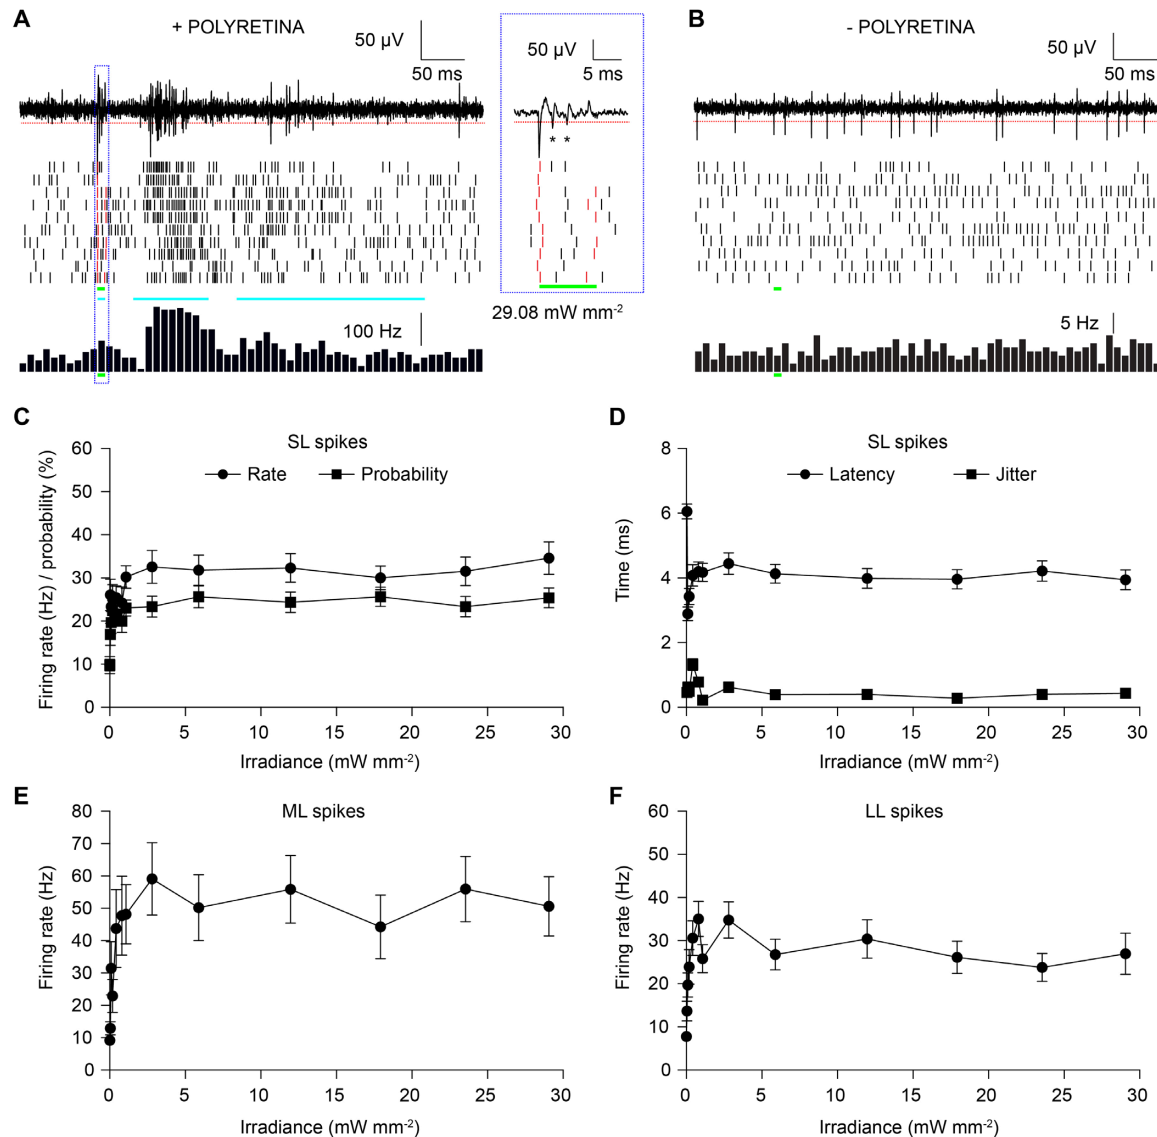 A
+ POLYRETINA
50 µV
50 ms
50 µV
5 ms
* *
29.08 mW mm-2
100 Hz
B
- POLYRETINA
50 µV
50 ms
5 Hz
C
SL spikes
Rate
Probability
Firing rate (Hz) / probability (%)
60
50
40
30
20
10
0
0 5 10 15 20 25 30
Irradiance (mW mm-2)
D
SL spikes
Latency
Jitter
Time (ms)
8
6
4
2
0
0 5 10 15 20 25 30
Irradiance (mW mm-2)
E
ML spikes
Firing rate (Hz)
80
70
60
50
40
30
20
10
0
0 5 10 15 20 25 30
Irradiance (mW mm-2)
F
LL spikes
Firing rate (Hz)
60
50
40
30
20
10
0
0 5 10 15 20 25 30
Irradiance (mW mm-2)